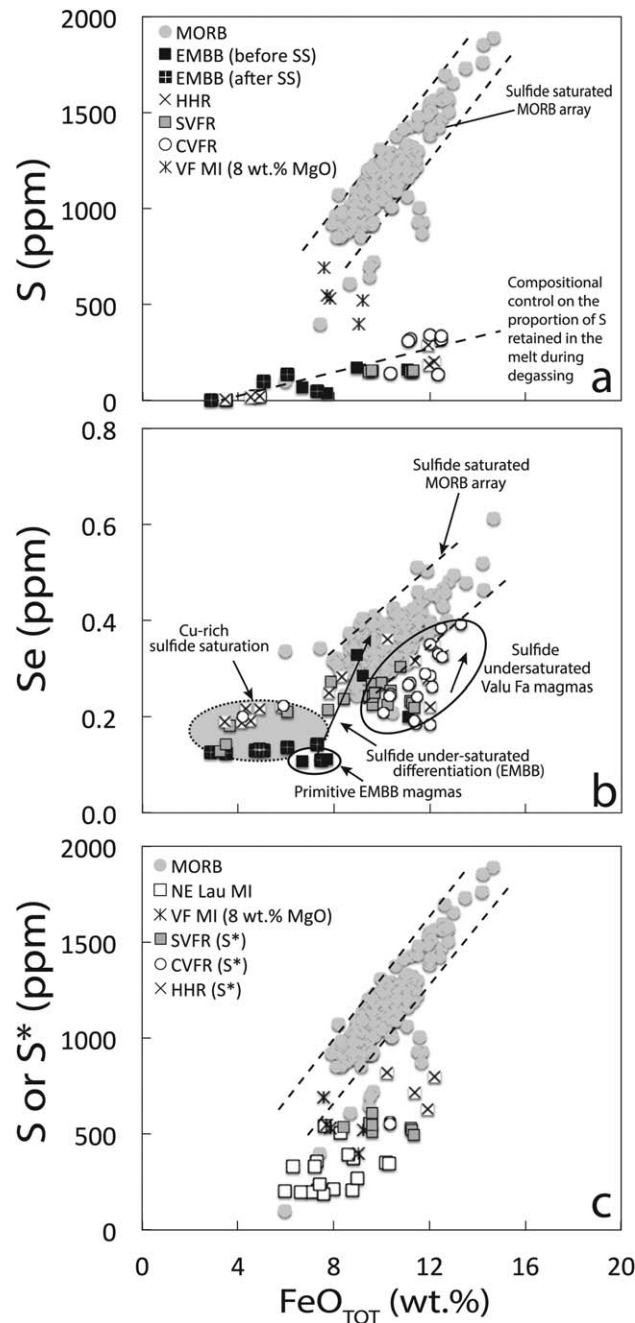 2000
MORB
EMBB (before SS)
EMBB (after SS)
HHR
SVFR
CVFR
VF MI (8 wt.% MgO)
Sulfide saturated
MORB array
1500
1000
500
0
S (ppm)
Compositional
control on the
proportion of S
retained in the
melt during
degassing
a
0.8
0.6
0.4
0.2
0.0
Se (ppm)
Sulfide saturated
MORB array
Cu-rich
sulfide saturation
Sulfide
undersaturated
Valu Fa magmas
Sulfide under-saturated
differentiation (EMBB)
Primitive EMBB magmas
b
2000
MORB
NE Lau MI
VF MI (8 wt.% MgO)
SVFR (S*)
CVFR (S*)
HHR (S*)
1500
1000
500
0
S or S* (ppm)
c
0 4 8 12 16 20
FeOTOT (wt.%)